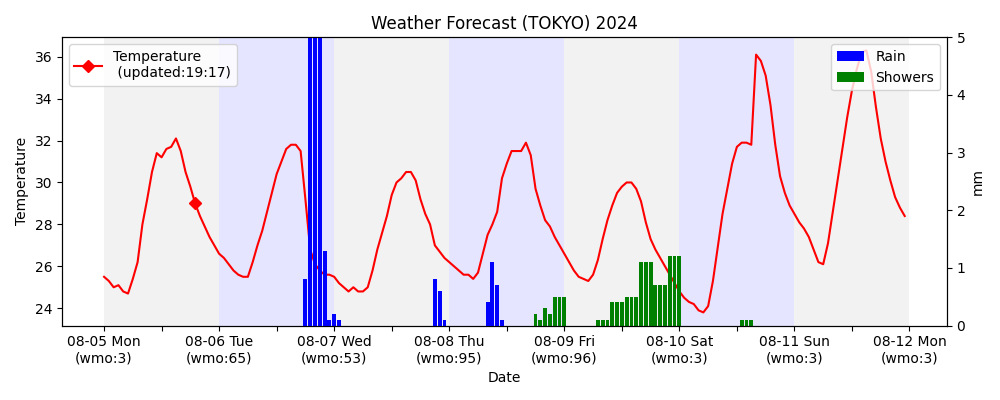 Weather Forecast (TOKYO) 2024
Temperature
(updated:19:17)
Rain
Showers
Temperature
36
34
32
30
28
26
24
5
4
3
2
1
0
mm
08-05 Mon
(wmo:3)
08-06 Tue
(wmo:65)
08-07 Wed
(wmo:53)
08-08 Thu
(wmo:95)
08-09 Fri
(wmo:96)
08-10 Sat
(wmo:3)
08-11 Sun
(wmo:3)
08-12 Mon
(wmo:3)
Date